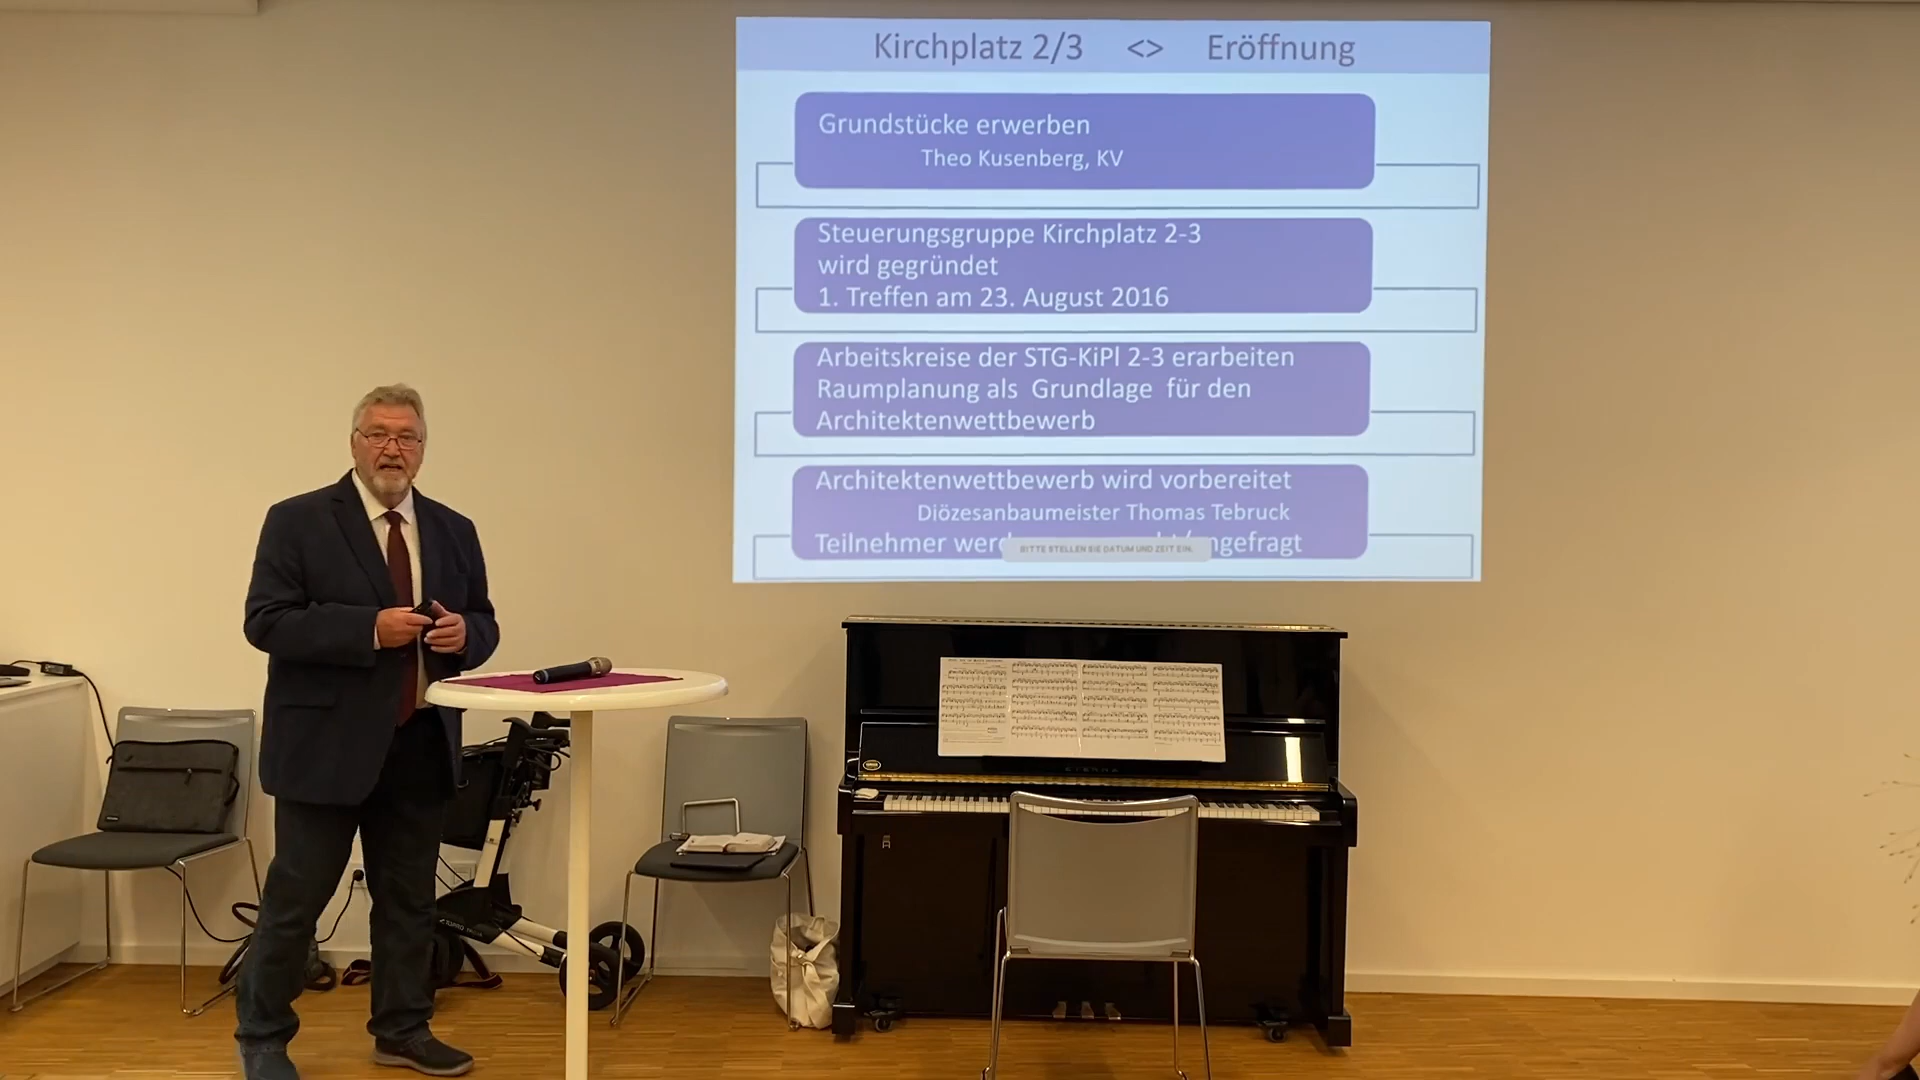 Kirchplatz 2/3 <> Eröffnung
Grundstücke erwerben
Theo Kusenberg, KV
Steuerungsgruppe Kirchplatz 2-3
wird gegründet
1. Treffen am 23. August 2016
Arbeitskreise der STG-KiPl 2-3 erarbeiten
Raumplanung als Grundlage für den
Architektenwettbewerb
Architektenwettbewerb wird vorbereitet
Diözesanbaumeister Thomas Tebruck
Teilnehmer
BITTE STELLEN SIE DATUM UND ZEIT EIN.